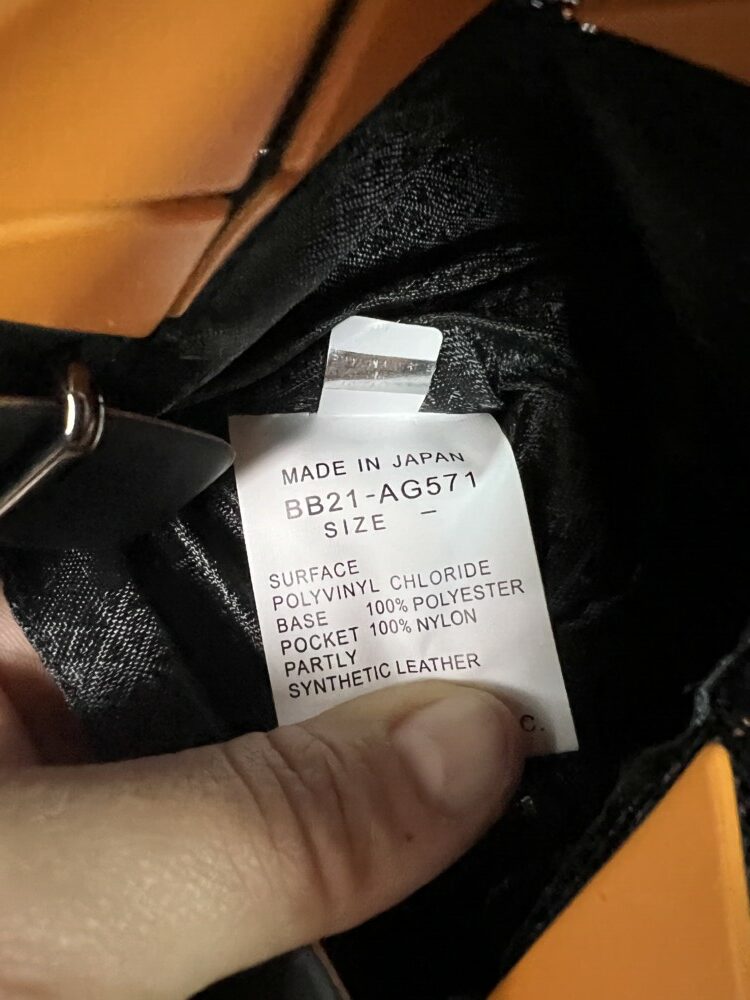 MADE IN JAPAN
BB21-AG571
SIZE –
SURFACE
POLYVINYL CHLORIDE
BASE 100% POLYESTER
POCKET 100% NYLON
PARTLY
SYNTHETIC LEATHER
C.